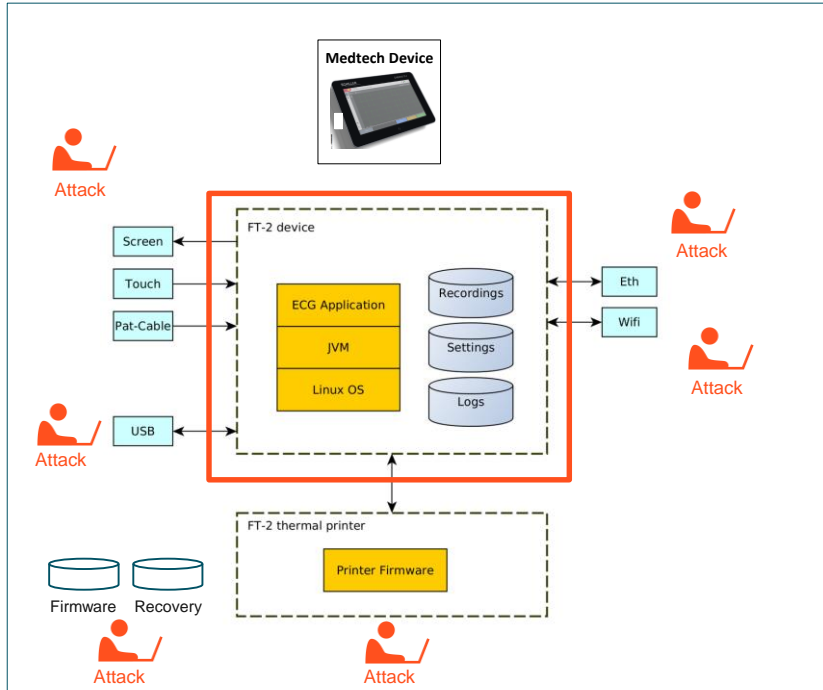 Medtech Device
Attack
Attack
FT-2 device
Screen
Touch
Pat-Cable
ECG Application
JVM
Linux OS
Recordings
Settings
Logs
Eth
Wifi
Attack
USB
Attack
FT-2 thermal printer
Printer Firmware
Firmware
Recovery
Attack
Attack